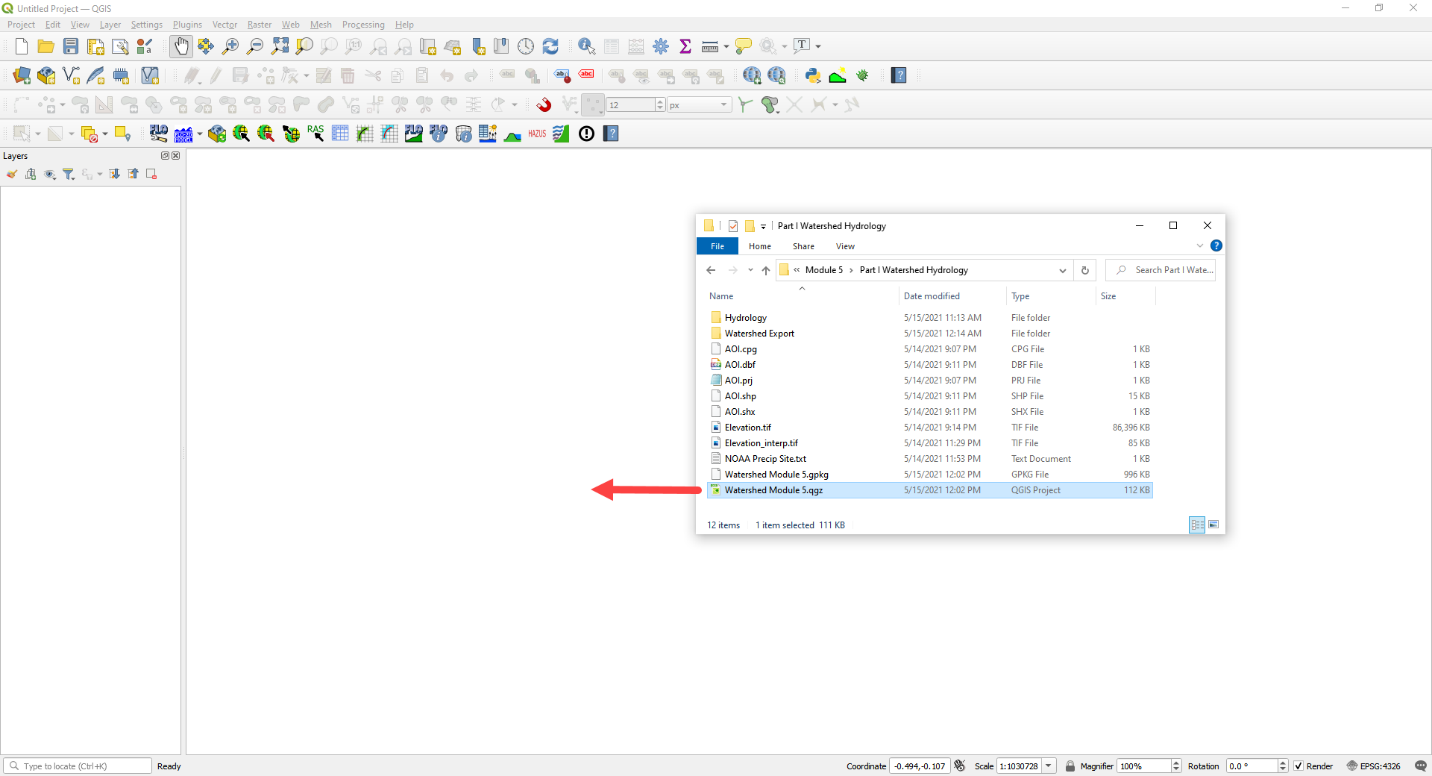 Untitled Project — QGIS
Project Edit View Layer Settings Plugins Vector Raster Web Mesh Processing Help
12 px
RAS HAZUS
Layers
Part I Watershed Hydrology
File Home Share View
« Module 5 › Part I Watershed Hydrology Search Part I Wate...
Name Date modified Type Size
Hydrology 5/15/2021 11:13 AM File folder
Watershed Export 5/15/2021 12:14 AM File folder
AOI.cpg 5/14/2021 9:07 PM CPG File 1 KB
AOI.dbf 5/14/2021 9:11 PM DBF File 1 KB
AOI.prj 5/14/2021 9:07 PM PRJ File 1 KB
AOI.shp 5/14/2021 9:11 PM SHP File 15 KB
AOI.shx 5/14/2021 9:11 PM SHX File 1 KB
Elevation.tif 5/14/2021 9:14 PM TIF File 86,396 KB
Elevation_interp.tif 5/14/2021 11:29 PM TIF File 85 KB
NOAA Precip Site.txt 5/14/2021 11:53 PM Text Document 1 KB
Watershed Module 5.gpkg 5/15/2021 12:02 PM GPKG File 996 KB
Watershed Module 5.qgz 5/15/2021 12:02 PM QGIS Project 112 KB
12 items 1 item selected 111 KB
Type to locate (Ctrl+K) Ready Coordinate -0.494,-0.107 Scale 1:1030728 Magnifier 100% Rotation 0.0 ° Render EPSG:4326